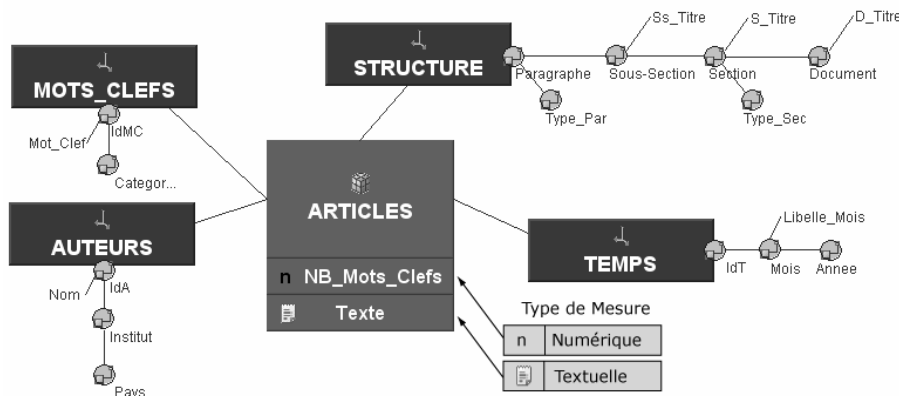 Ss_Titre
S_Titre
D_Titre
STRUCTURE
Paragraphe
Sous-Section
Section
Document
Type_Par
Type_Sec
MOTS_CLEFS
IdMC
Mot_Clef
Categor...
ARTICLES
n NB_Mots_Clefs
Texte
AUTEURS
Nom
IdA
Institut
Pays
TEMPS
Libelle_Mois
IdT
Mois
Annee
Type de Mesure
n Numérique
Textuelle